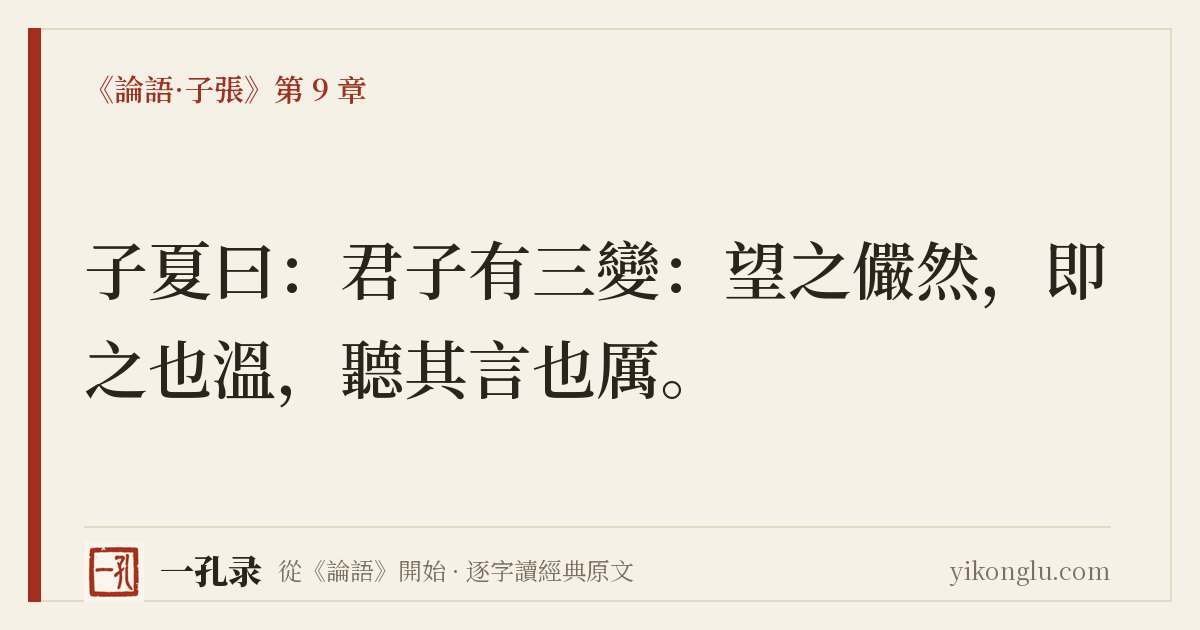 《論語·子張》第 9 章
子夏曰：君子有三變：望之儼然，即
之也溫，聽其言也厲。
一孔
一孔录 從《論語》開始 · 逐字讀經典原文 yikonglu.com